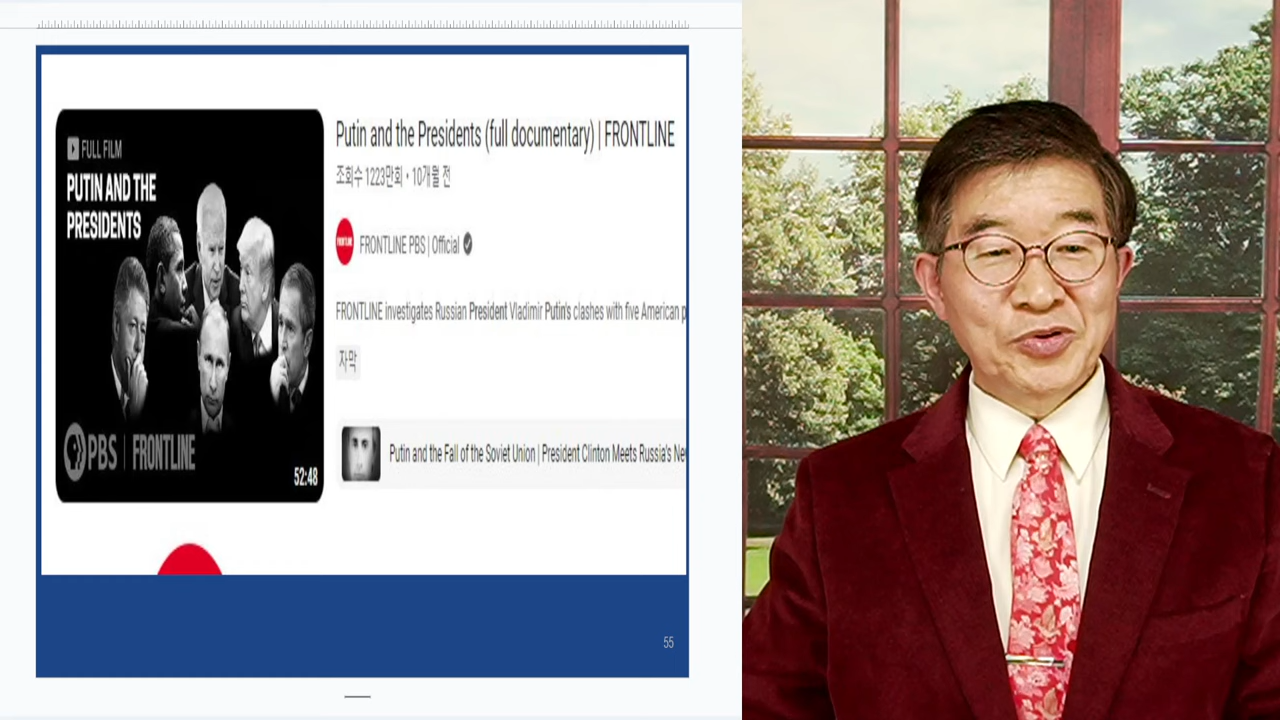 FULL FILM
PUTIN AND THE
PRESIDENTS
PBS | FRONTLINE
52:48
Putin and the Presidents (full documentary) | FRONTLINE
조회수 1223만회 • 10개월 전
FRONTLINE PBS | Official
FRONTLINE investigates Russian President Vladimir Putin's clashes with five American p
자막
Putin and the Fall of the Soviet Union | President Clinton Meets Russia's Ne
55